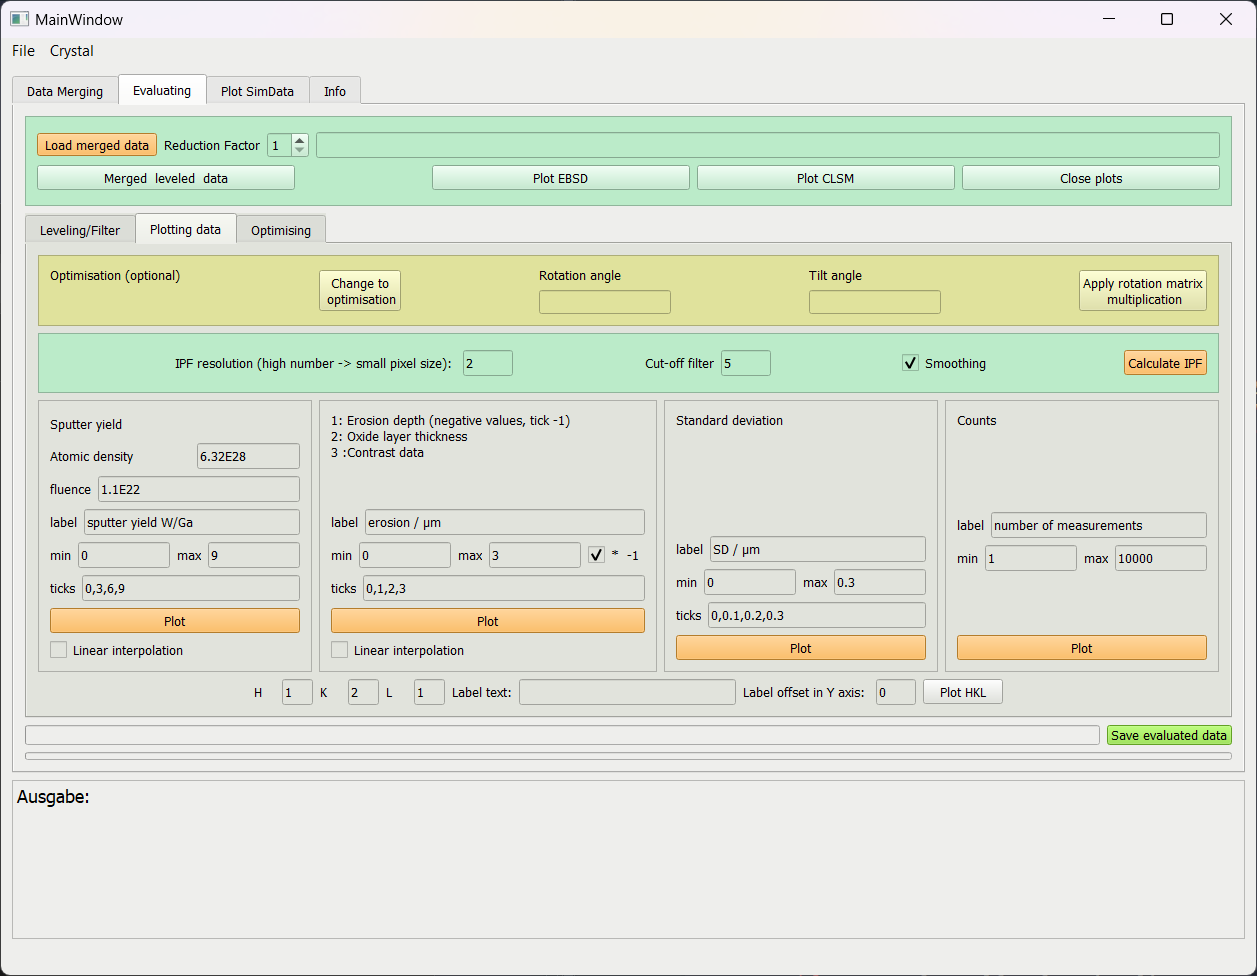 MainWindow
File Crystal
Data Merging Evaluating Plot SimData Info
Load merged data Reduction Factor 1
Merged leveled data Plot EBSD Plot CLSM Close plots
Leveling/Filter Plotting data Optimising
Optimisation (optional) Change to optimisation Rotation angle Tilt angle Apply rotation matrix multiplication
IPF resolution (high number -> small pixel size): 2 Cut-off filter 5 Smoothing Calculate IPF
Sputter yield
Atomic density 6.32E28
fluence 1.1E22
label sputter yield W/Ga
min 0 max 9
ticks 0,3,6,9
Plot
Linear interpolation
1: Erosion depth (negative values, tick -1)
2: Oxide layer thickness
3 :Contrast data
label erosion / µm
min 0 max 3 * -1
ticks 0,1,2,3
Plot
Linear interpolation
Standard deviation
label SD / µm
min 0 max 0.3
ticks 0,0.1,0.2,0.3
Plot
Counts
label number of measurements
min 1 max 10000
Plot
H 1 K 2 L 1 Label text: Label offset in Y axis: 0 Plot HKL
Save evaluated data
Ausgabe: